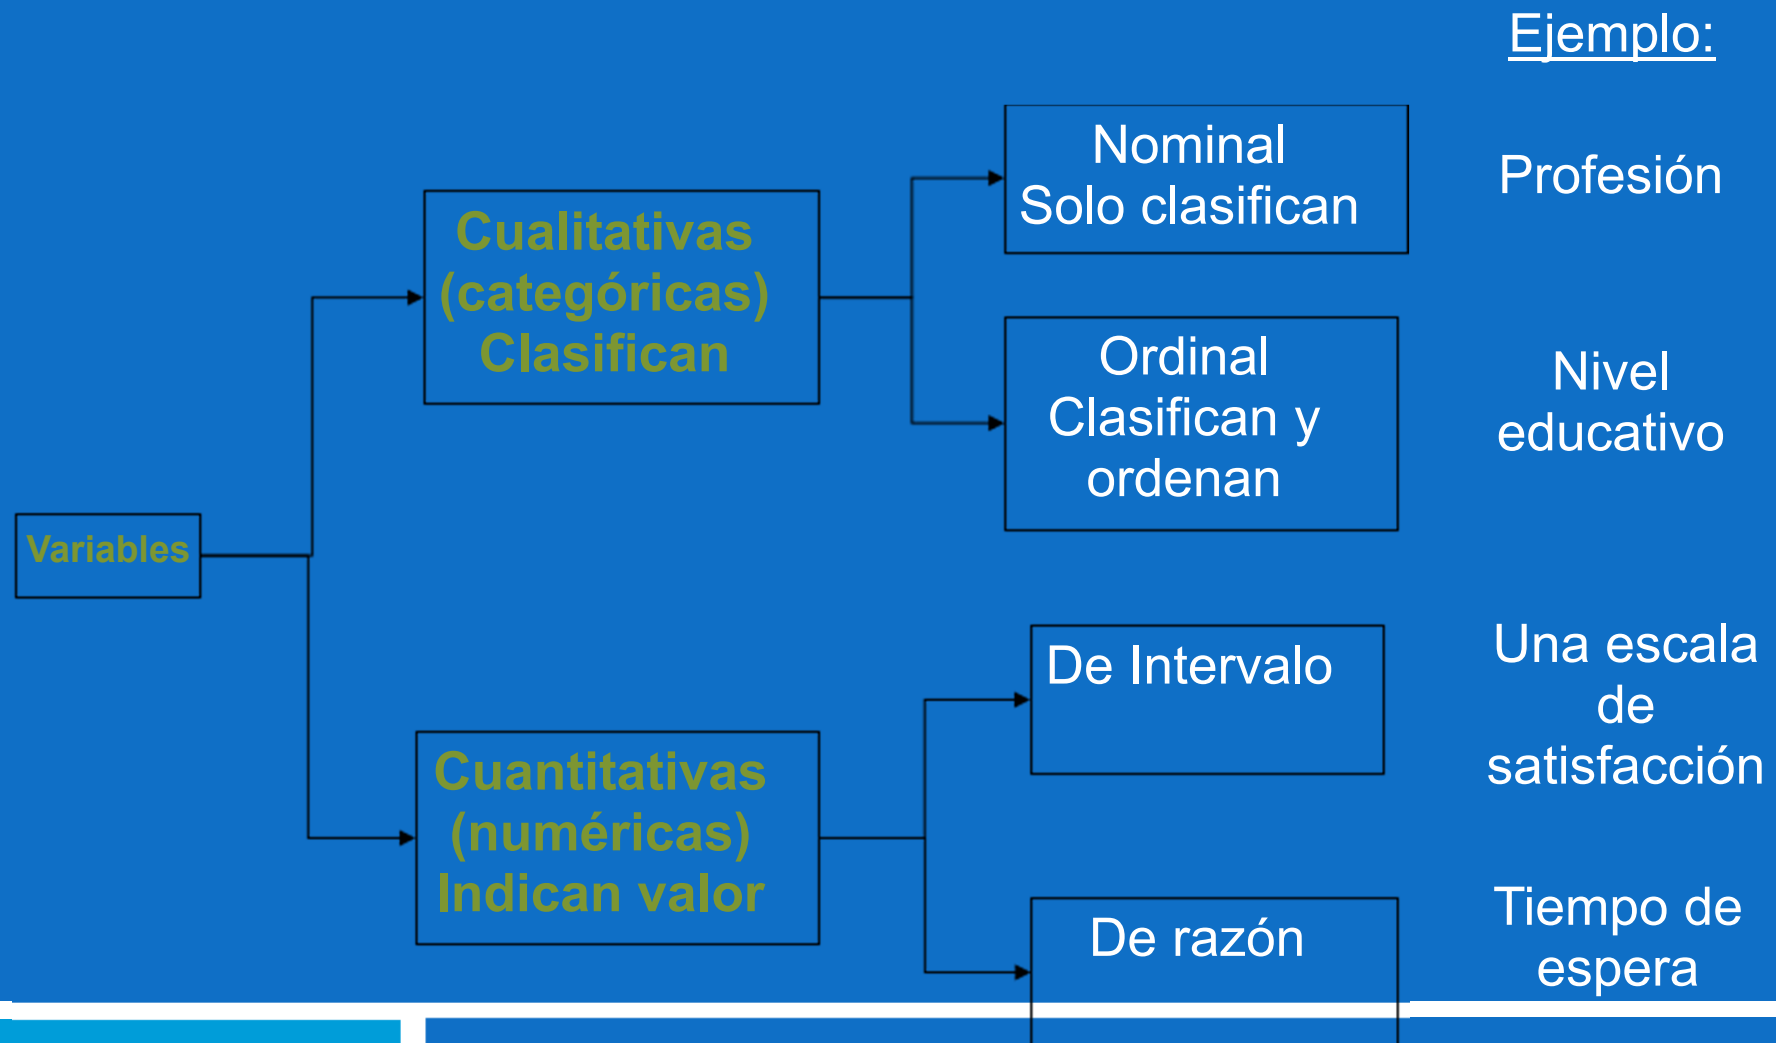 Ejemplo:
Nominal
Solo clasifican
Profesión
Cualitativas
(categóricas)
Clasifican
Ordinal
Clasifican y
ordenan
Nivel
educativo
Variables
De Intervalo
Una escala
de
satisfacción
Cuantitativas
(numéricas)
Indican valor
De razón
Tiempo de
espera